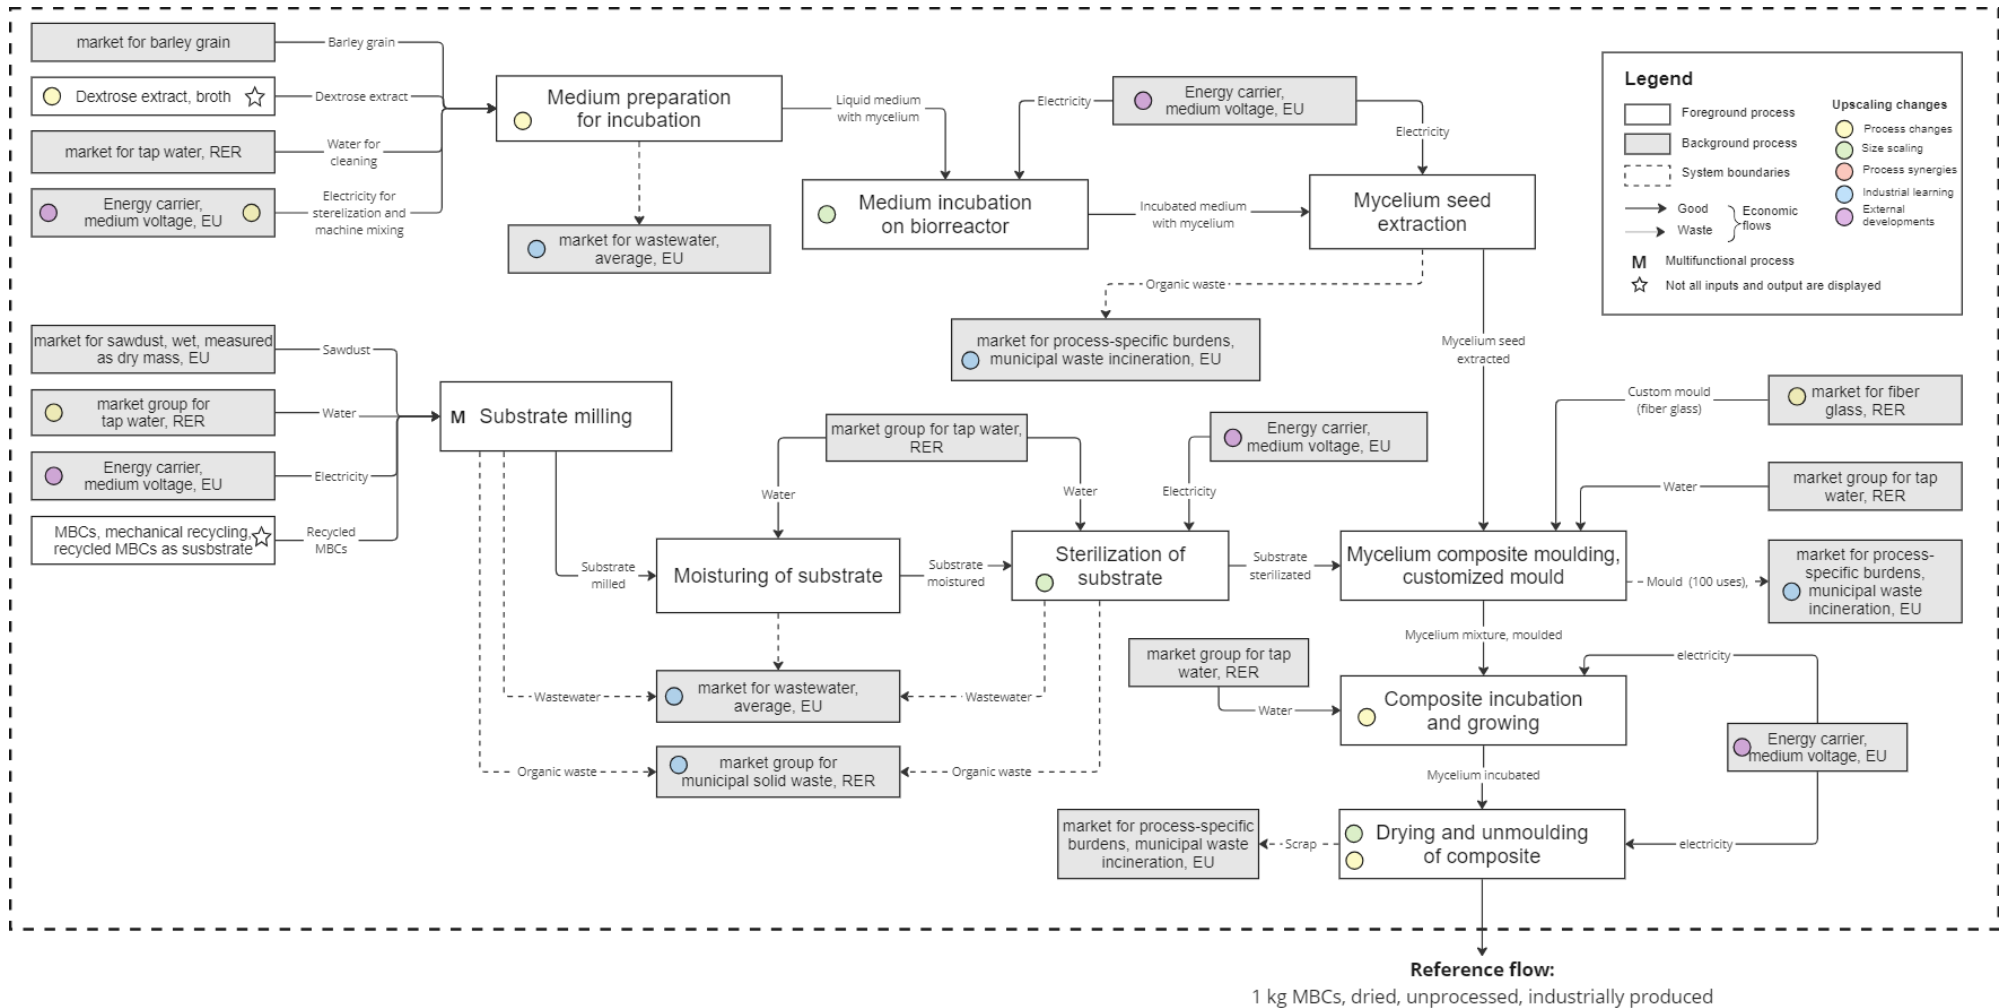 market for barley grain
Barley grain
Dextrose extract, broth
Dextrose extract
market for tap water, RER
Water for
cleaning
Energy carrier,
medium voltage, EU
Electricity for
sterelization and
machine mixing
Medium preparation
for incubation
Liquid medium
with mycelium
market for wastewater,
average, EU
Electricity
Energy carrier,
medium voltage, EU
Electricity
Medium incubation
on biorreactor
Incubated medium
with mycelium
Mycelium seed
extraction
Organic waste
market for process-specific burdens,
municipal waste incineration, EU
Mycelium seed
extracted
Legend
Foreground process
Background process
System boundaries
Good
Waste
Economic
flows
M
Multifunctional process
Not all inputs and output are displayed
Upscaling changes
Process changes
Size scaling
Process synergies
Industrial learning
External
developments
market for sawdust, wet, measured
as dry mass, EU
Sawdust
market group for
tap water, RER
Water
Energy carrier,
medium voltage, EU
Electricity
MBCs, mechanical recycling,
recycled MBCs as susbstrate
Recycled
MBCs
M Substrate milling
Substrate
milled
market group for tap water,
RER
Water
Water
Energy carrier,
medium voltage, EU
Electricity
Moisturing of substrate
Substrate
moistured
Sterilization of
substrate
Substrate
sterilizated
Custom mould
(fiber glass)
market for fiber
glass, RER
Water
market group for tap
water, RER
Mycelium composite moulding,
customized mould
Mould (100 uses),
market for process-
specific burdens,
municipal waste
incineration, EU
Wastewater
market for wastewater,
average, EU
Wastewater
Organic waste
market group for
municipal solid waste, RER
Organic waste
Mycelium mixture, moulded
market group for tap
water, RER
Water
electricity
Composite incubation
and growing
Energy carrier,
medium voltage, EU
Mycelium incubated
market for process-specific
burdens, municipal waste
incineration, EU
Scrap
Drying and unmoulding
of composite
electricity
Reference flow:
1 kg MBCs, dried, unprocessed, industrially produced